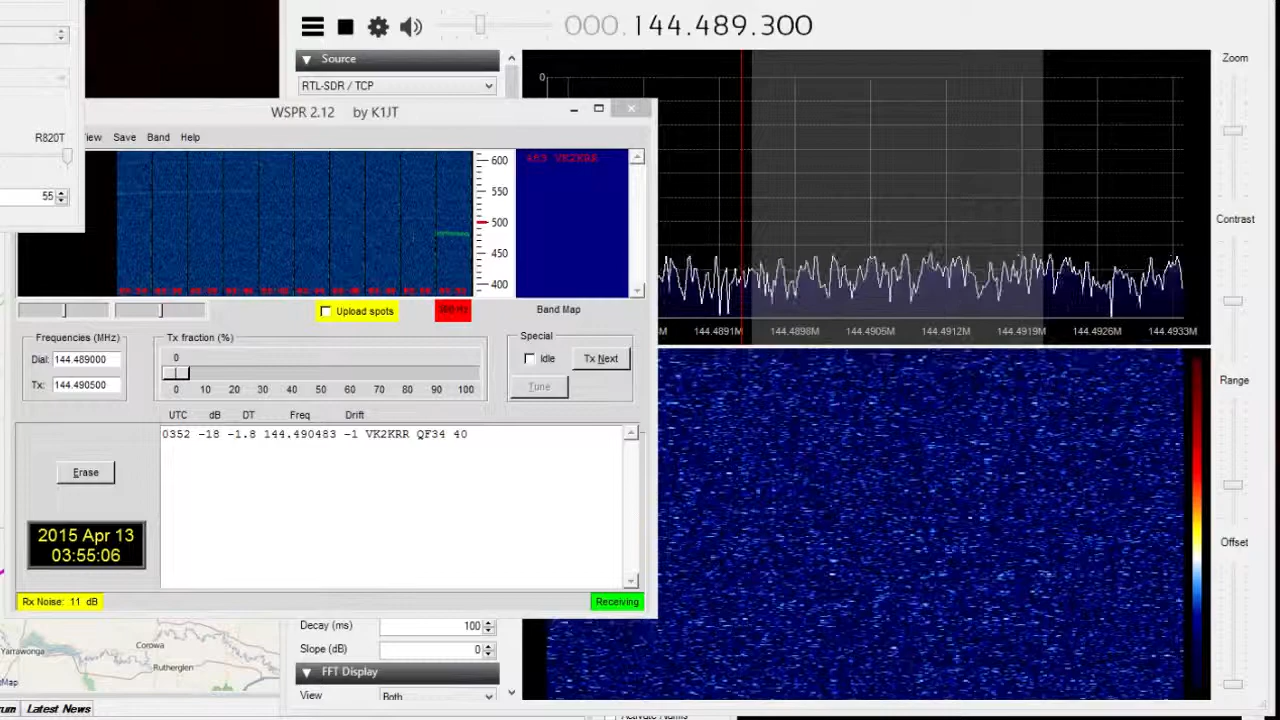 000.144.489.300
Source
RTL-SDR / TCP
Zoom
R820T
55
WSPR 2.12 by K1JT
iew Save Band Help
600
550
500
450
400
VK2KRR
0
Upload spots
Band Map
Contrast
Frequencies (MHz)
Dial: 144.489000
Tx: 144.490500
Tx fraction (%)
0
0 10 20 30 40 50 60 70 80 90 100
Special
Idle
Tx Next
Tune
M 144.4891M 144.4898M 144.4905M 144.4912M 144.4919M 144.4926M 144.4933M
Range
UTC dB DT Freq Drift
0352 -18 -1.8 144.490483 -1 VK2KRR QF34 40
Erase
2015 Apr 13
03:55:06
Offset
Rx Noise: 11 dB
Receiving
Decay (ms) 100
Slope (dB) 0
FFT Display
View Both
Yarrawonga
Corowa
Rutherglen
Map
rum Latest News